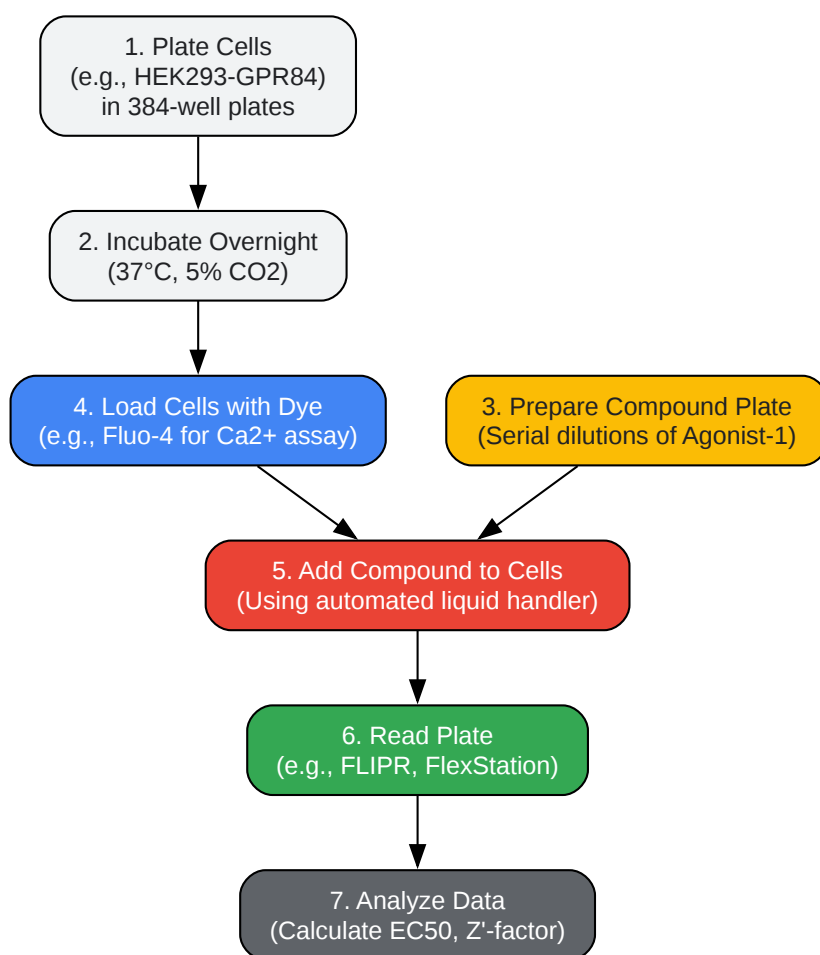 1. Plate Cells
(e.g., HEK293-GPR84)
in 384-well plates
2. Incubate Overnight
(37°C, 5% CO2)
4. Load Cells with Dye
(e.g., Fluo-4 for Ca2+ assay)
3. Prepare Compound Plate
(Serial dilutions of Agonist-1)
5. Add Compound to Cells
(Using automated liquid handler)
6. Read Plate
(e.g., FLIPR, FlexStation)
7. Analyze Data
(Calculate EC50, Z'-factor)